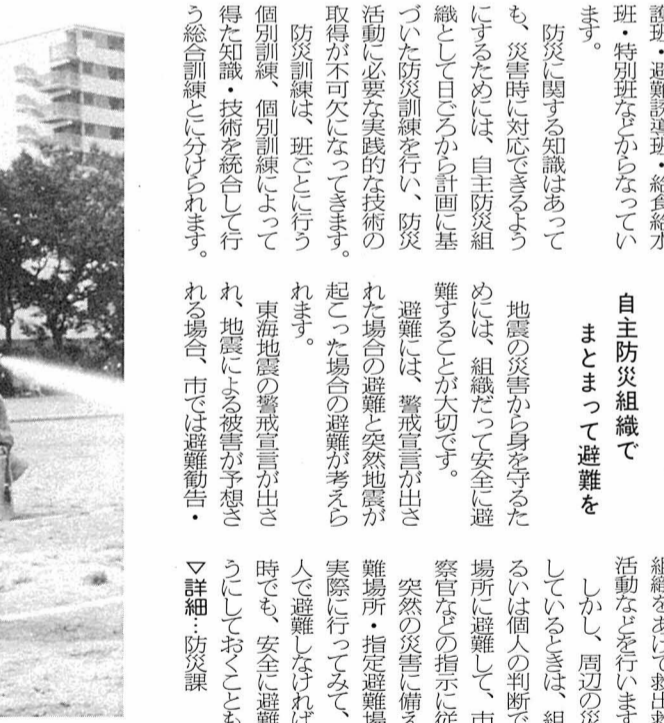 護班・避難誘導班・給食給水
班・特別班などからなってい
ます。
防災に関する知識はあって
も、災害時に対応できるよう
にするためには、自主防災組
織として日ごろから計画に基
づいた防災訓練を行い、防災
活動に必要な実践的な技術の
取得が不可欠になってきます。
防災訓練は、班ごとに行う
個別訓練、個別訓練によって
得た知識・技術を統合して行
う総合訓練とに分けられます。
自主防災組織で
まとまって避難を
地震の災害から身を守るた
めには、組織だって安全に避
難することが大切です。
避難には、警戒宣言が出さ
れた場合の避難と突然地震が
起こった場合の避難が考えら
れます。
東海地震の警戒宣言が出さ
れ、地震による被害が予想さ
れる場合、市では避難勧告・
組織をあげて救出
活動などを行います
しかし、周辺の災
しているときは、組
るいは個人の判断で
場所に避難して、市
察官などの指示に従
突然の災害に備え
難場所・指定避難場
実際に行ってみて、
人で避難しなければ
時でも、安全に避難
うにしておくことも
▽詳細…防災課